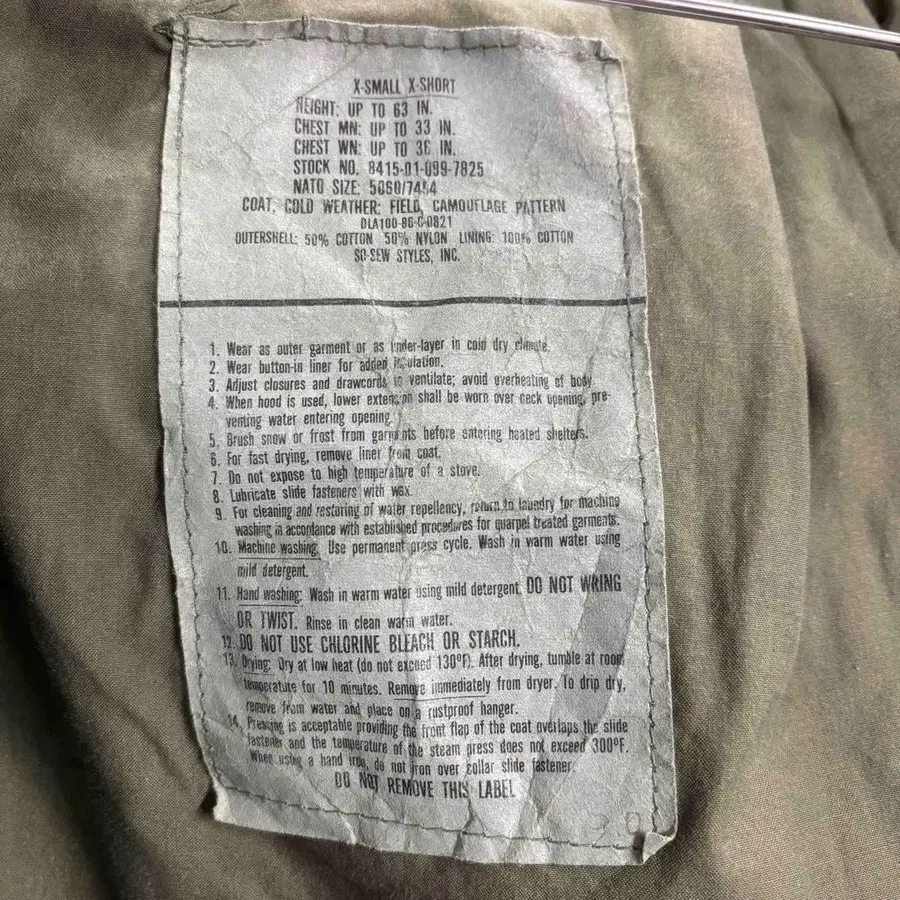 X-SMALL X-SHORT
HEIGHT: UP TO 63 IN.
CHEST MN: UP TO 33 IN.
CHEST WN: UP TO 36 IN.
STOCK NO. 8415-01-099-7825
NATO SIZE:
COAT, COLD WEATHER: FIELD, CAMOUFLAGE PATTERN
DLA100-86-C-0821
OUTERSHELL: 50% COTTON 50% NYLON LINING: 100% COTTON
SO-SEW STYLES, INC.
1. Wear as outer garment or as under-layer in cold dry climate.
2. Wear button-in liner for added insulation.
3. Adjust closures and drawcords to ventilate; avoid overheating of body.
4. When hood is used, lower extension shall be worn over neck opening, pre-
venting water entering opening.
5. Brush snow or frost from garments before entering heated shelters.
6. For fast drying, remove liner from coat.
7. Do not expose to high temperature of a stove.
8. Lubricate slide fasteners with wax.
9. For cleaning and restoring of water repellency, return to laundry for machine
washing in accordance with established procedures for quarpel treated garments.
10. Machine washing: Use permanent press cycle. Wash in warm water using
mild detergent.
11. Hand washing: Wash in warm water using mild detergent. DO NOT WRING
OR TWIST. Rinse in clean warm water.
12. DO NOT USE CHLORINE BLEACH OR STARCH.
13. Drying: Dry at low heat (do not exceed 130°F). After drying, tumble at room
temperature for 10 minutes. Remove immediately from dryer. To drip dry,
remove from water and place on a rustproof hanger.
14. Pressing is acceptable providing the front flap of the coat overlaps the slide
fastener and the temperature of the steam press does not exceed 300°F.
When using a hand iron, do not iron over collar slide fastener.
DO NOT REMOVE THIS LABEL